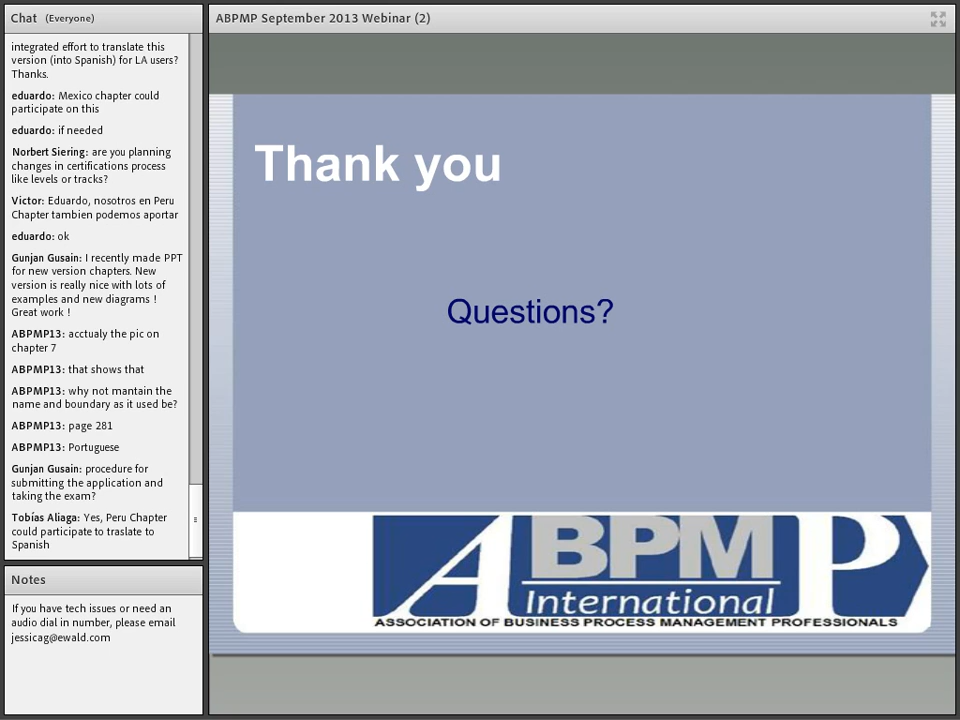 Chat (Everyone)
integrated effort to translate this
version (into Spanish) for LA users?
Thanks.
eduardo: Mexico chapter could
participate on this
eduardo: if needed
Norbert Siering: are you planning
changes in certifications process
like levels or tracks?
Victor: Eduardo, nosotros en Peru
Chapter tambien podemos aportar
eduardo: ok
Gunjan Gusain: I recently made PPT
for new version chapters. New
version is really nice with lots of
examples and new diagrams !
Great work !
ABPMP13: acctualy the pic on
chapter 7
ABPMP13: that shows that
ABPMP13: why not mantain the
name and boundary as it used be?
ABPMP13: page 281
ABPMP13: Portuguese
Gunjan Gusain: procedure for
submitting the application and
taking the exam?
Tobías Aliaga: Yes, Peru Chapter
could participate to traslate to
Spanish
Notes
If you have tech issues or need an
audio dial in number, please email
jessicag@ewald.com
ABPMP September 2013 Webinar (2)
Thank you
Questions?
ABPMP
International
ASSOCIATION OF BUSINESS PROCESS MANAGEMENT PROFESSIONALS